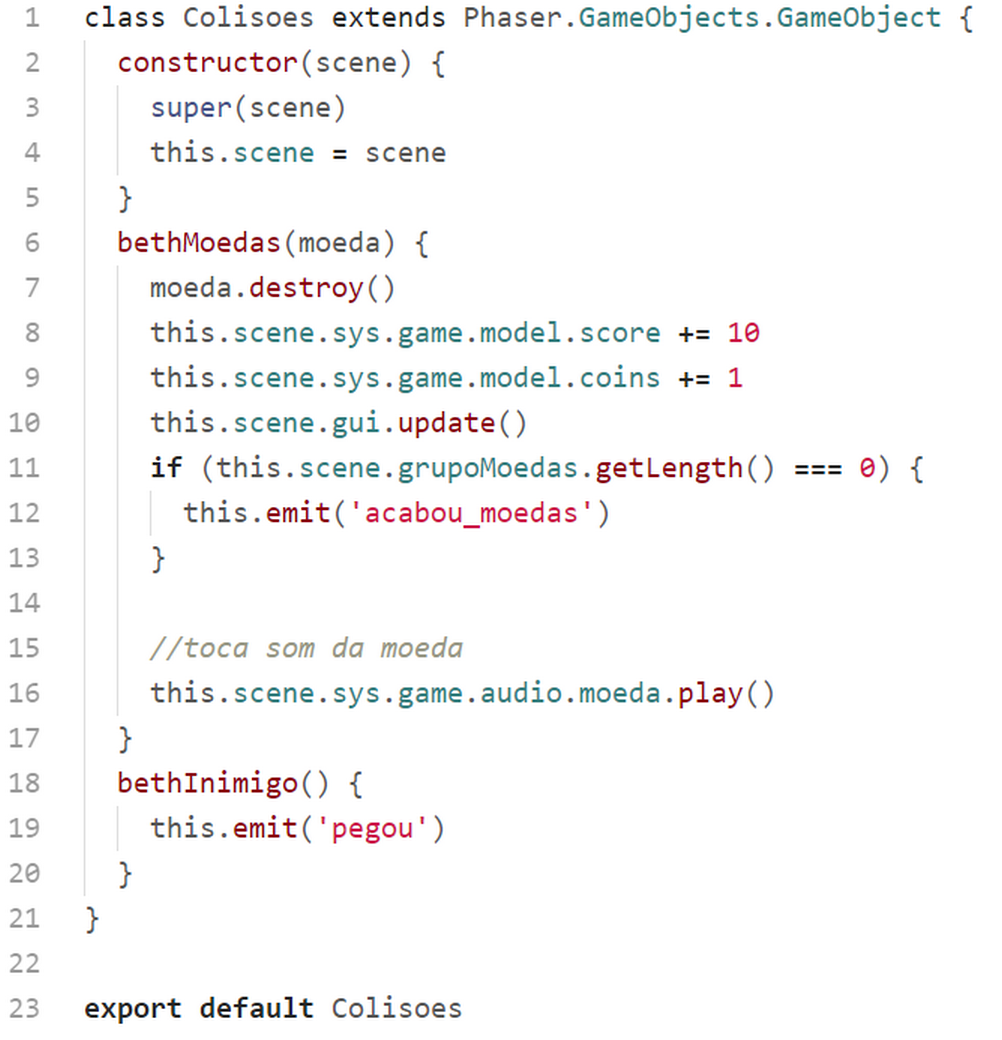 1 class Colisoes extends Phaser.GameObjects.GameObject {
2 constructor(scene) {
3 super(scene)
4 this.scene = scene
5 }
6 bethMoedas(moeda) {
7 moeda.destroy()
8 this.scene.sys.game.model.score += 10
9 this.scene.sys.game.model.coins += 1
10 this.scene.gui.update()
11 if (this.scene.grupoMoedas.getLength() === 0) {
12 this.emit('acabou_moedas')
13 }
14
15 //toca som da moeda
16 this.scene.sys.game.audio.moeda.play()
17 }
18 bethInimigo() {
19 this.emit('pegou')
20 }
21 }
22
23 export default Colisoes